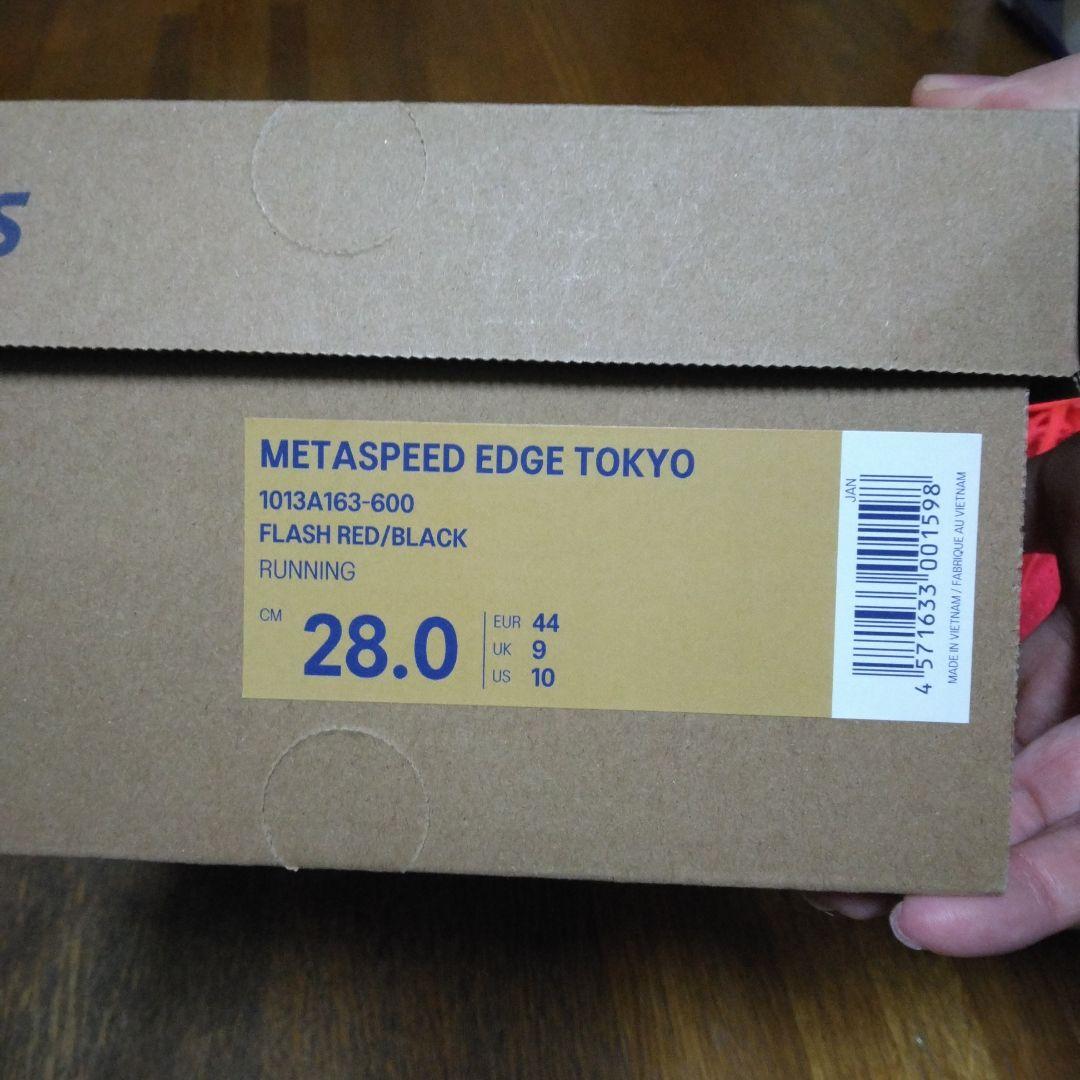 s
METASPEED EDGE TOKYO
1013A163-600
FLASH RED/BLACK
RUNNING
CM 28.0
EUR 44
UK 9
US 10
JAN
4 571633 001598
MADE IN VIETNAM / FABRIQUE AU VIETNAM